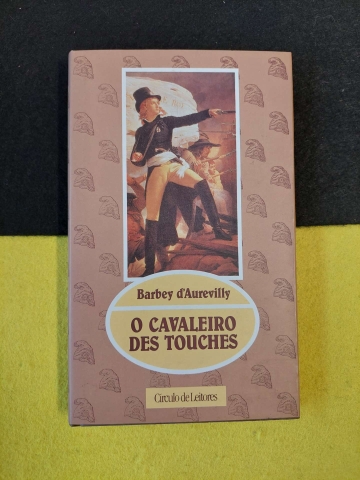 Barbey d'Aurevilly
O CAVALEIRO
DES TOUCHES
Círculo de Leitores